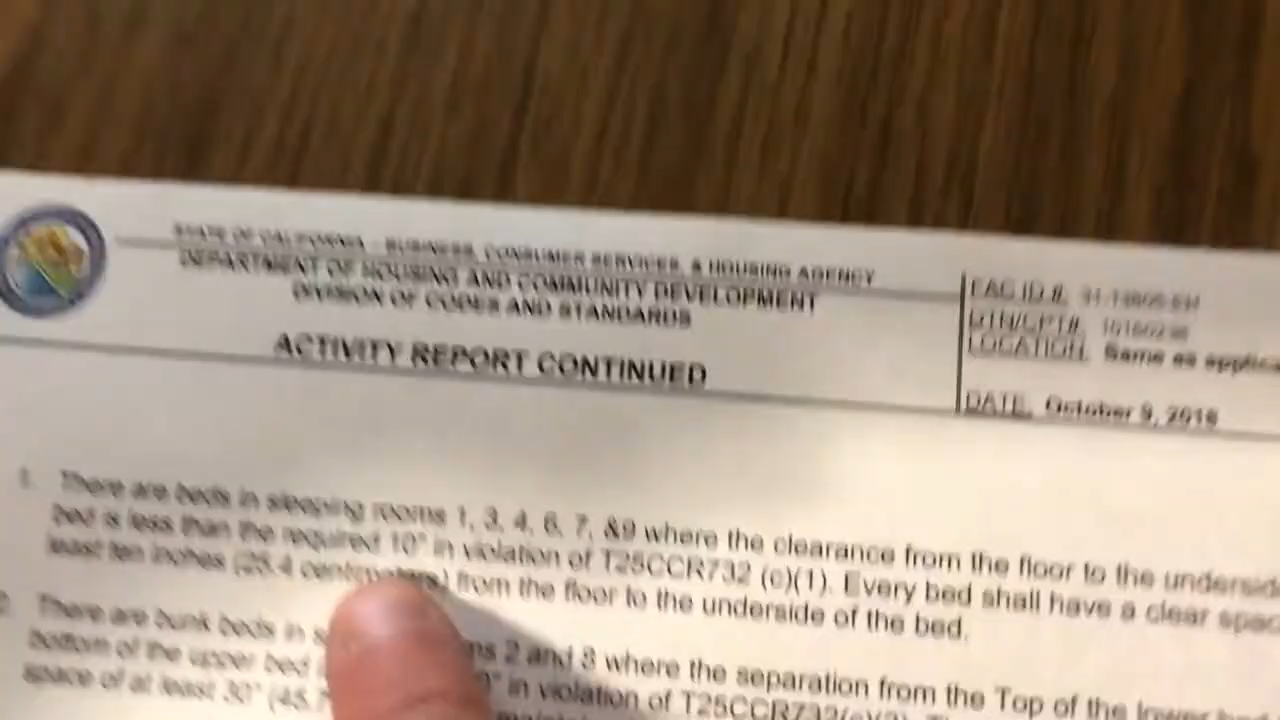 STATE OF CALIFORNIA - BUSINESS, CONSUMER SERVICES, & HOUSING AGENCY
DEPARTMENT OF HOUSING AND COMMUNITY DEVELOPMENT
DIVISION OF CODES AND STANDARDS
ACTIVITY REPORT CONTINUED
FAC ID #.
DTN/CPT#.
LOCATION. Same as
DATE. October 9, 2018
1. There are beds in sleeping rooms 1, 3, 4, 6, 7, &9 where the clearance from the floor to the
bed is less than the required 10" in violation of T25CCR732 (c)(1). Every bed shall have a clear
least ten inches (25.4 centimeters) from the floor to the underside of the bed.
There are bunk beds in 2 and 8 where the separation from the Top of the lower
bottom of the upper bed in violation of
space of at least 30"